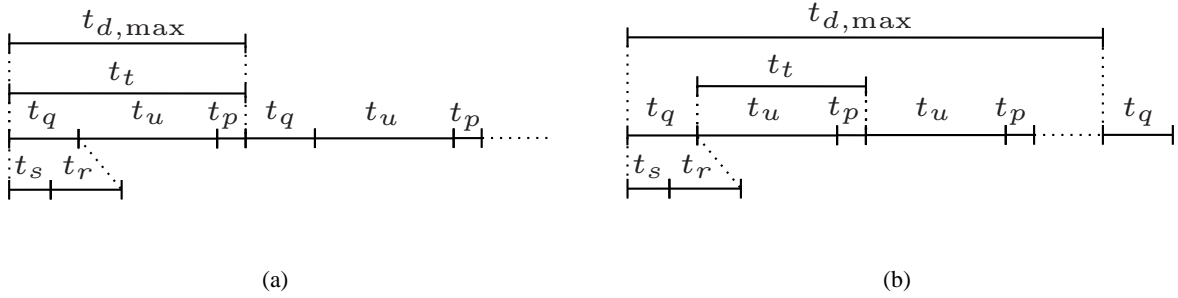 t_{d,max}
t_t
t_q t_u t_p t_q t_u t_p
t_s t_r
(a)
t_{d,max}
t_t
t_q t_u t_p t_u t_p t_q
t_s t_r
(b)